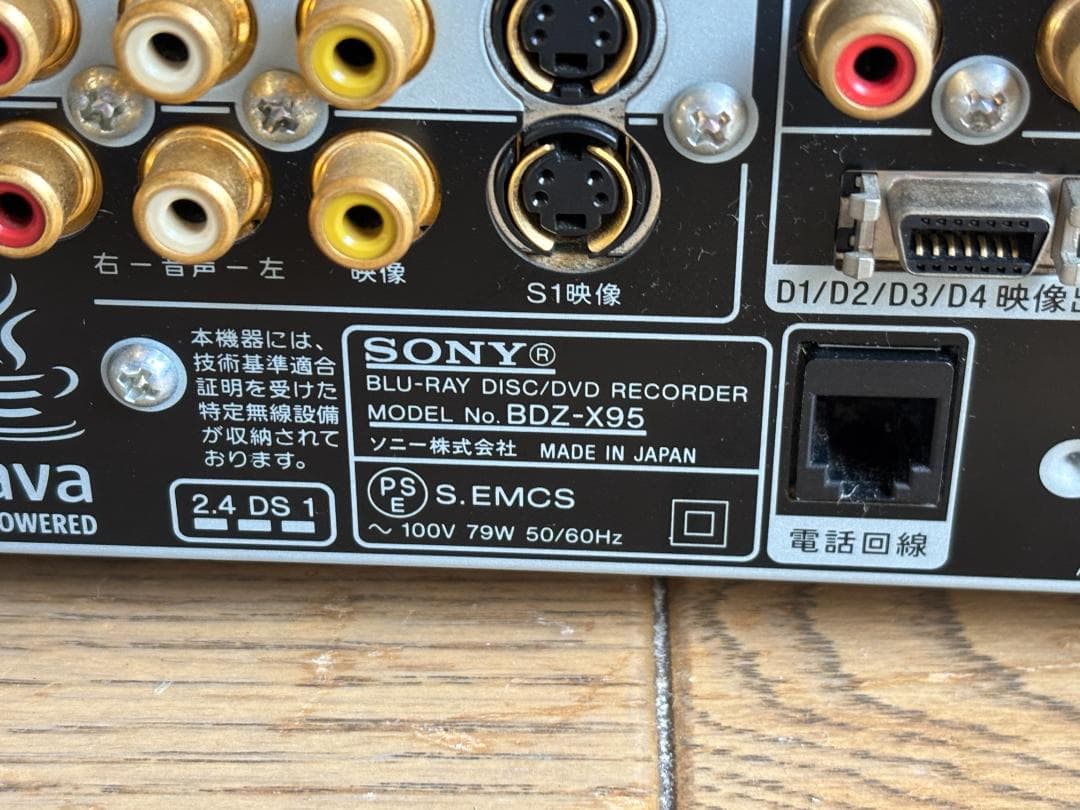 右ー音声ー左
映像
S1映像
D1/D2/D3/D4 映像出
本機器には、
技術基準適合
証明を受けた
特定無線設備
が収納されて
おります。
2.4 DS 1
ava
POWERED
SONY®
BLU-RAY DISC/DVD RECORDER
MODEL No. BDZ-X95
ソニー株式会社 MADE IN JAPAN
PSE S.EMCS
～ 100V 79W 50/60Hz
電話回線